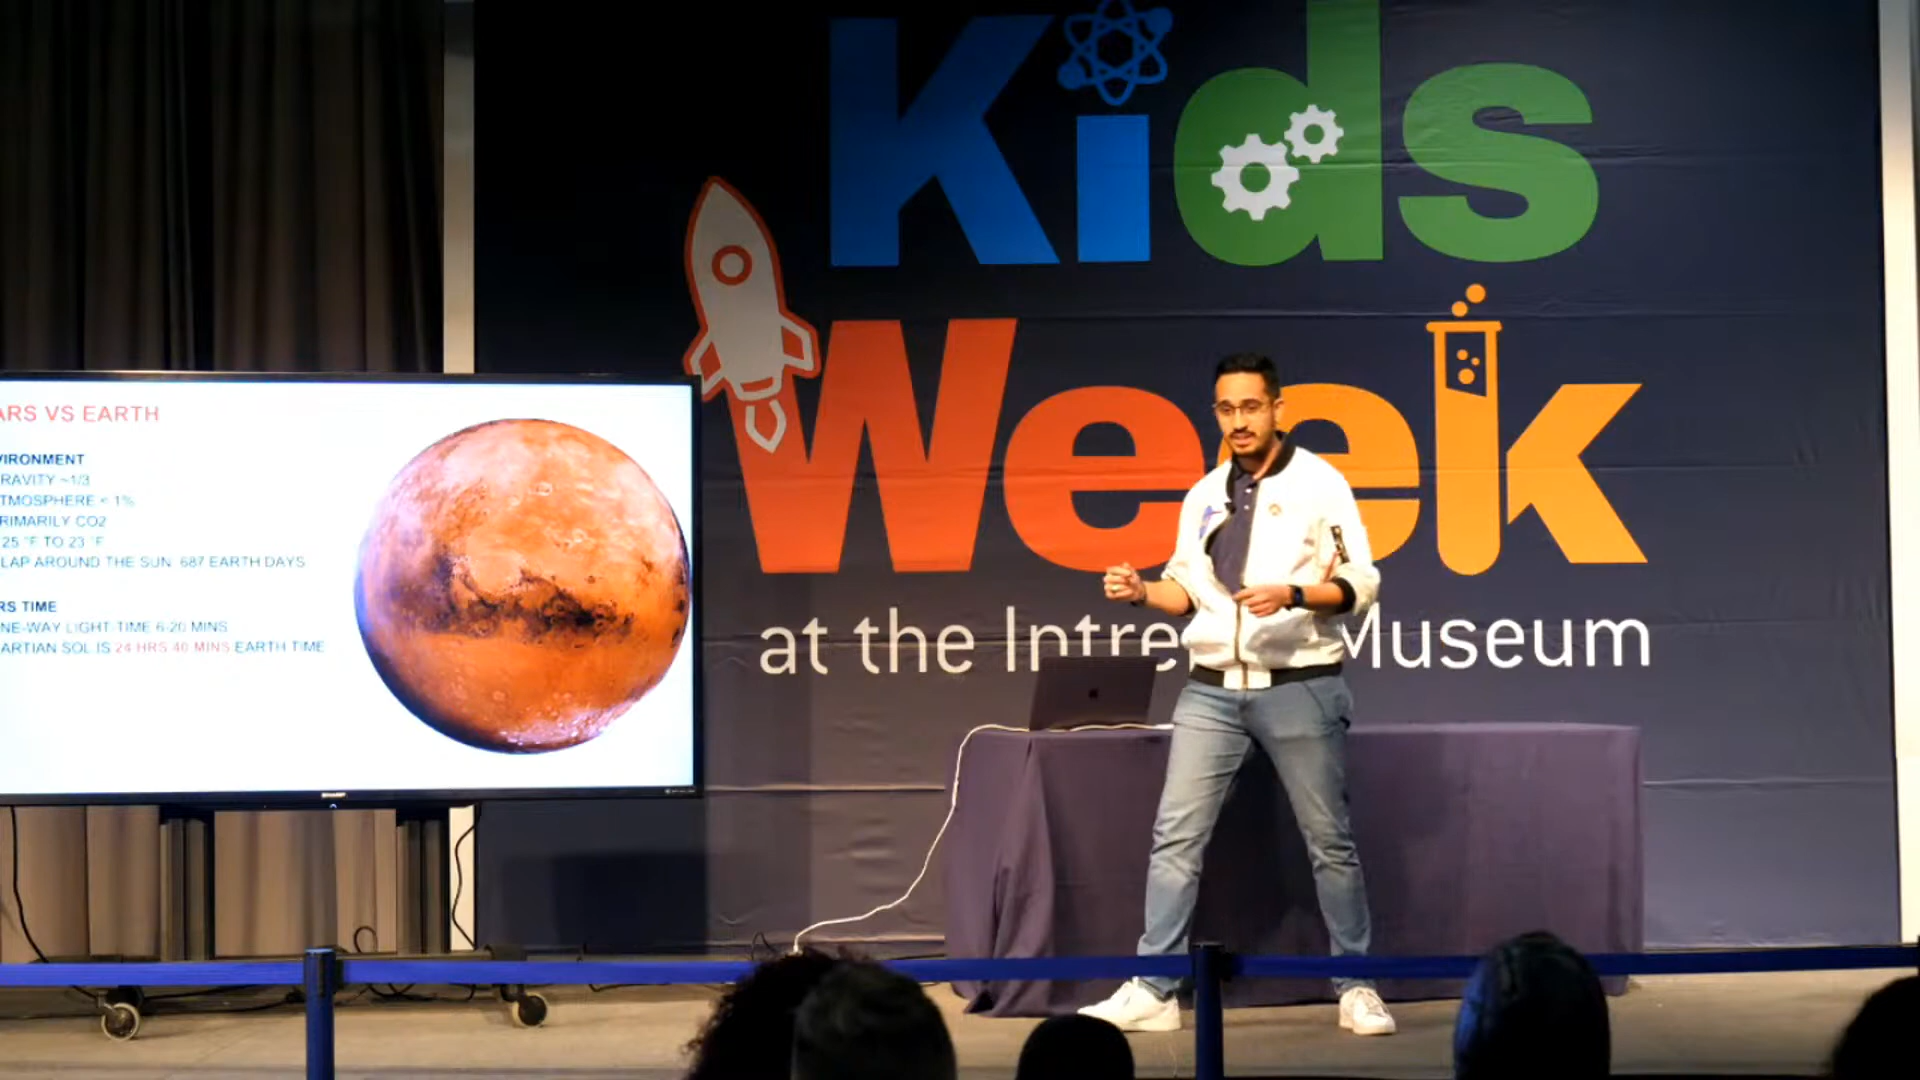 Kids
Week
at the Intre Museum
ARS VS EARTH
VIRONMENT
RAVITY ~1/3
TMOSPHERE < 1%
RIMARILY CO2
25 °F TO 23 °F
LAP AROUND THE SUN: 687 EARTH DAYS
RS TIME
NE-WAY LIGHT-TIME 6-20 MINS
ARTIAN SOL IS 24 HRS 40 MINS EARTH TIME
SHARP